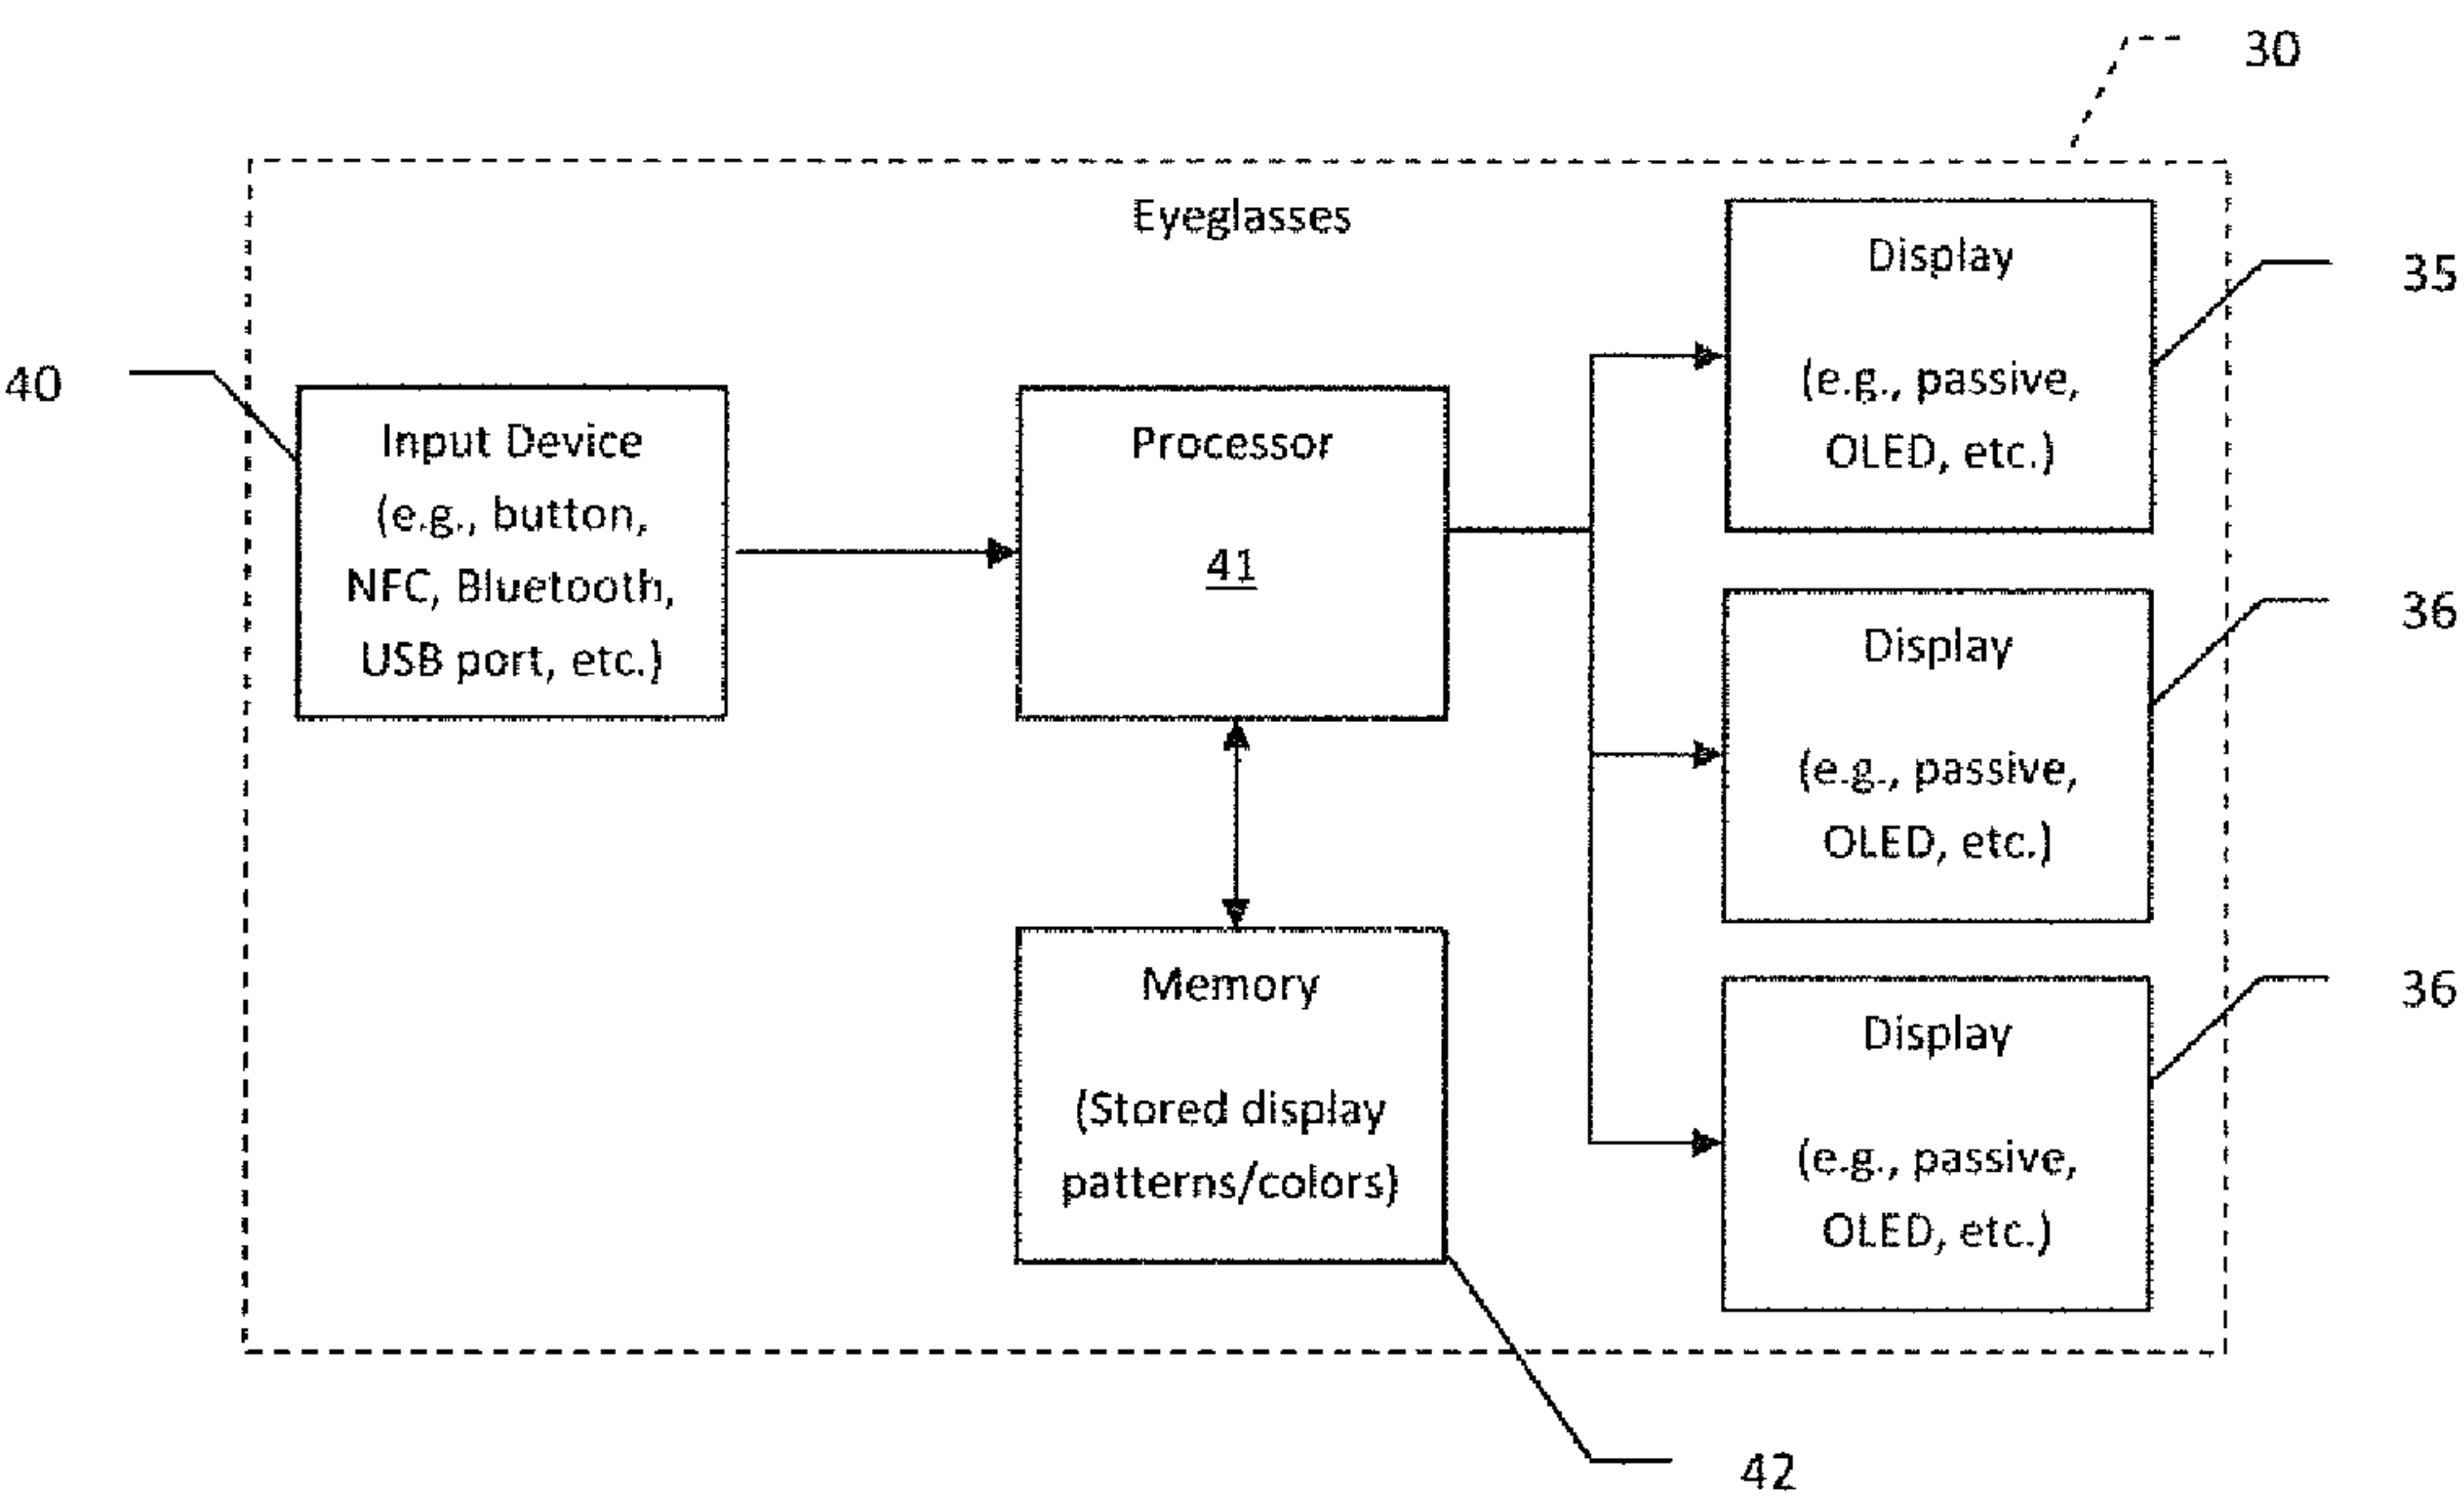 30
Eyeglasses
Display
(e.g., passive,
OLED, etc.)
35
40
Input Device
(e.g., button,
NFC, Bluetooth,
USB port, etc.)
Processor
41
Display
(e.g., passive,
OLED, etc.)
36
Memory
(Stored display
patterns/colors)
Display
(e.g., passive,
OLED, etc.)
36
42